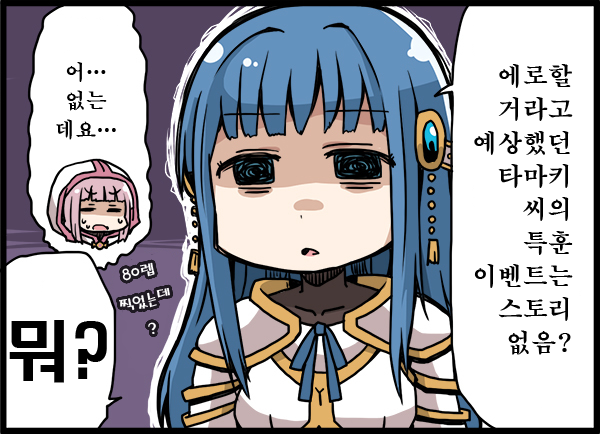 에로할
거라고
예상했던
타마키
씨의
특훈
이벤트는
스토리
없음?
어…
없는
데요…
80렙
찍었는데
?
뭐?